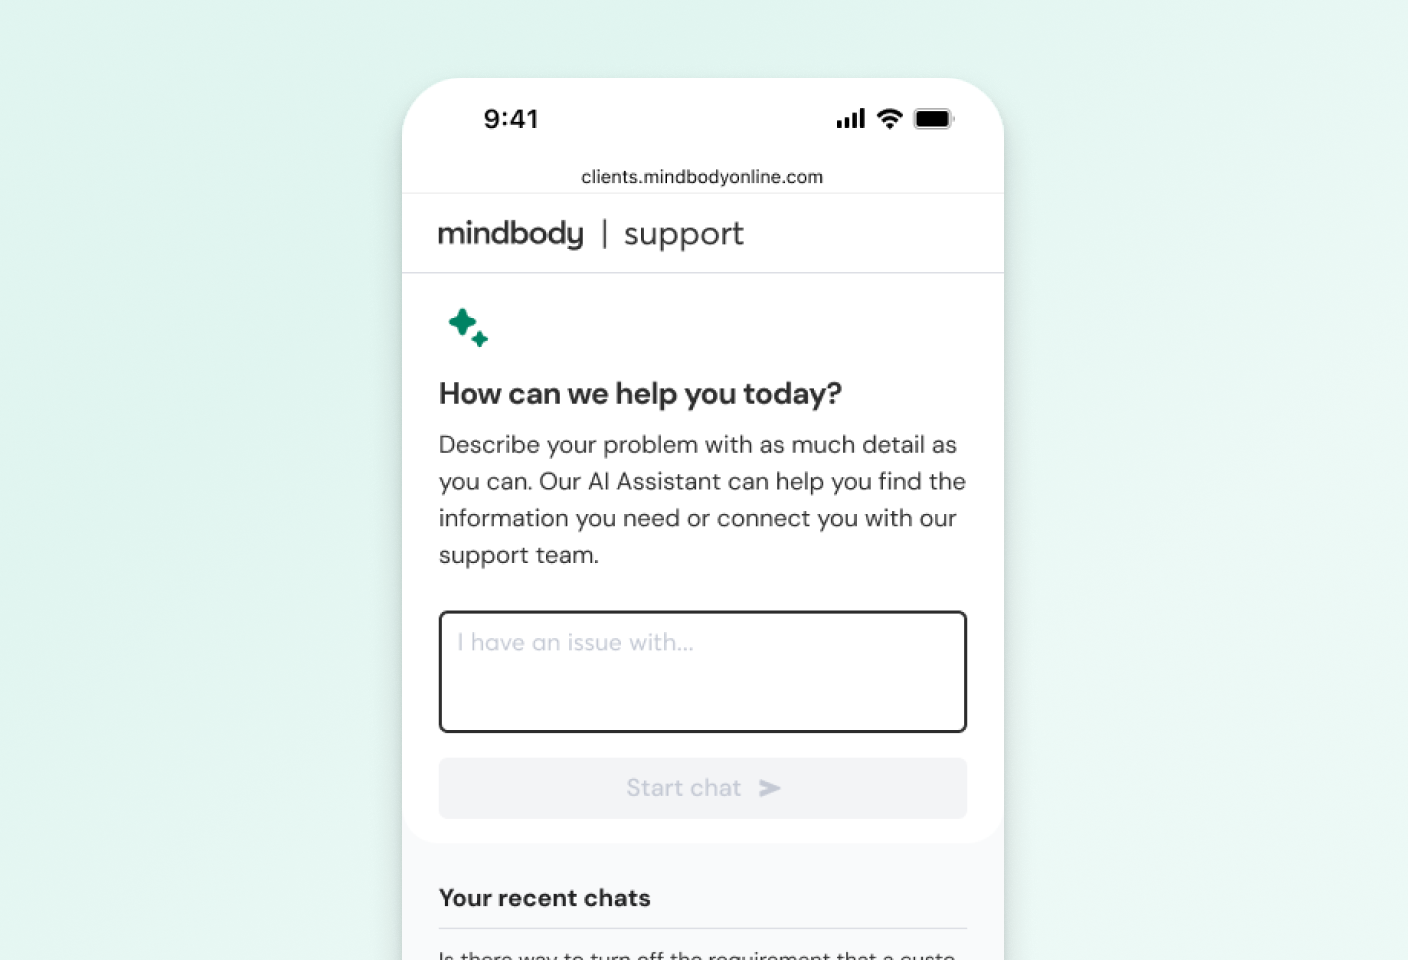 9:41
clients.mindbodyonline.com
mindbody | support
How can we help you today?
Describe your problem with as much detail as
you can. Our AI Assistant can help you find the
information you need or connect you with our
support team.
I have an issue with...
Start chat
Your recent chats
Is there way to turn off the requirement that a custo...